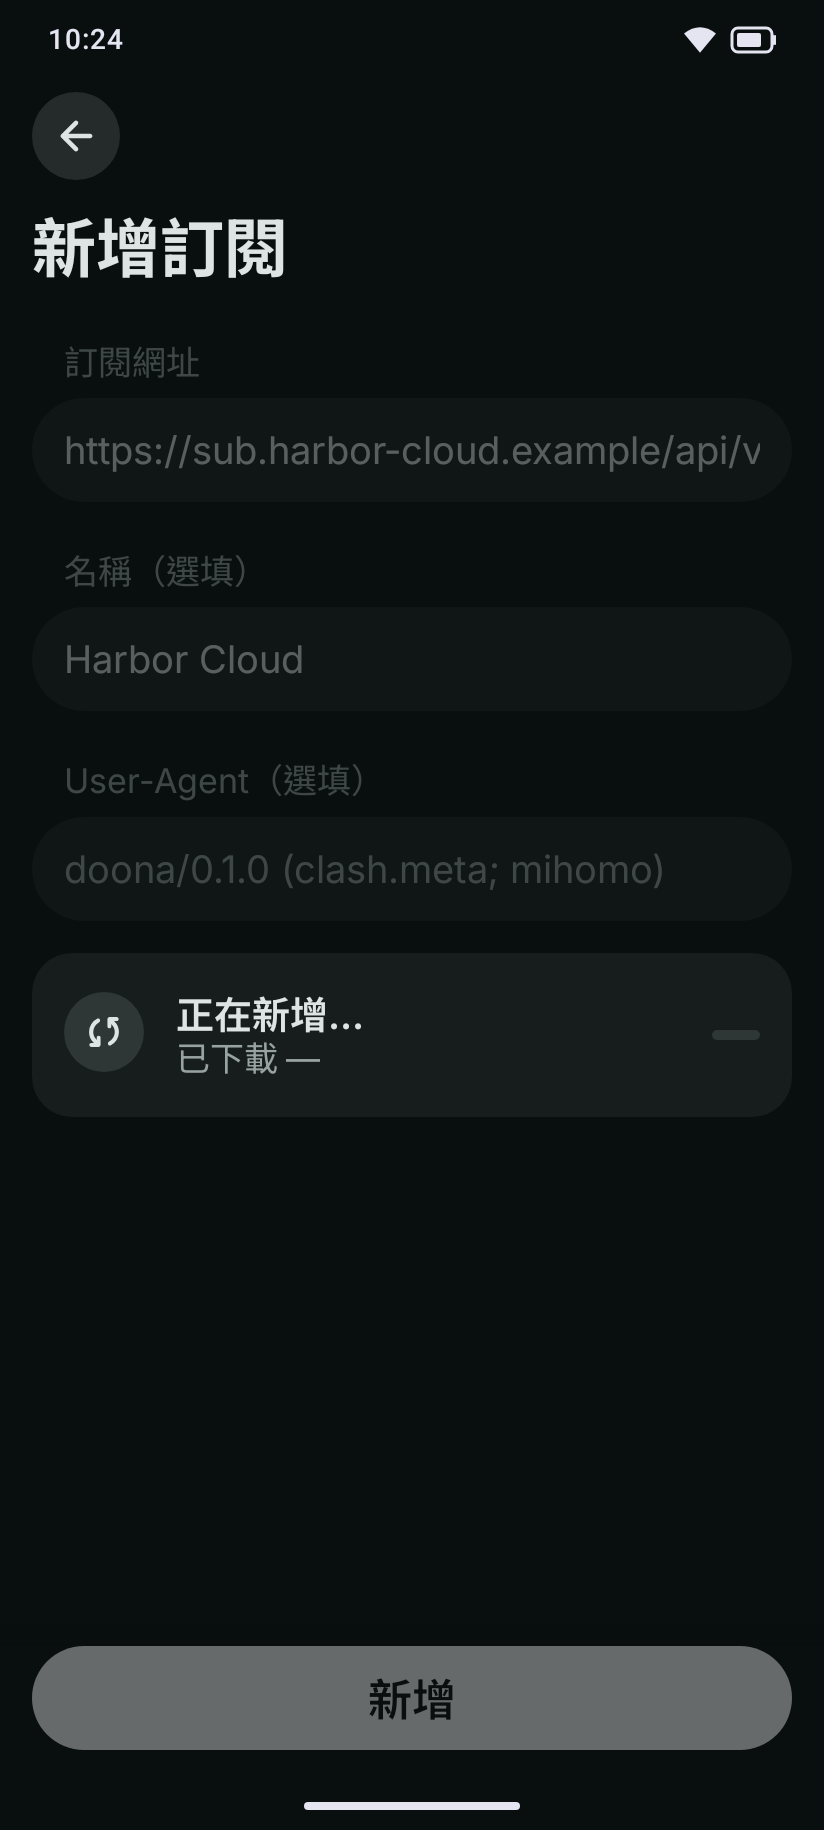 10:24
新增訂閱
訂閱網址
https://sub.harbor-cloud.example/api/v
名稱（選填）
Harbor Cloud
User-Agent（選填）
doona/0.1.0 (clash.meta; mihomo)
正在新增...
已下載 —
新增